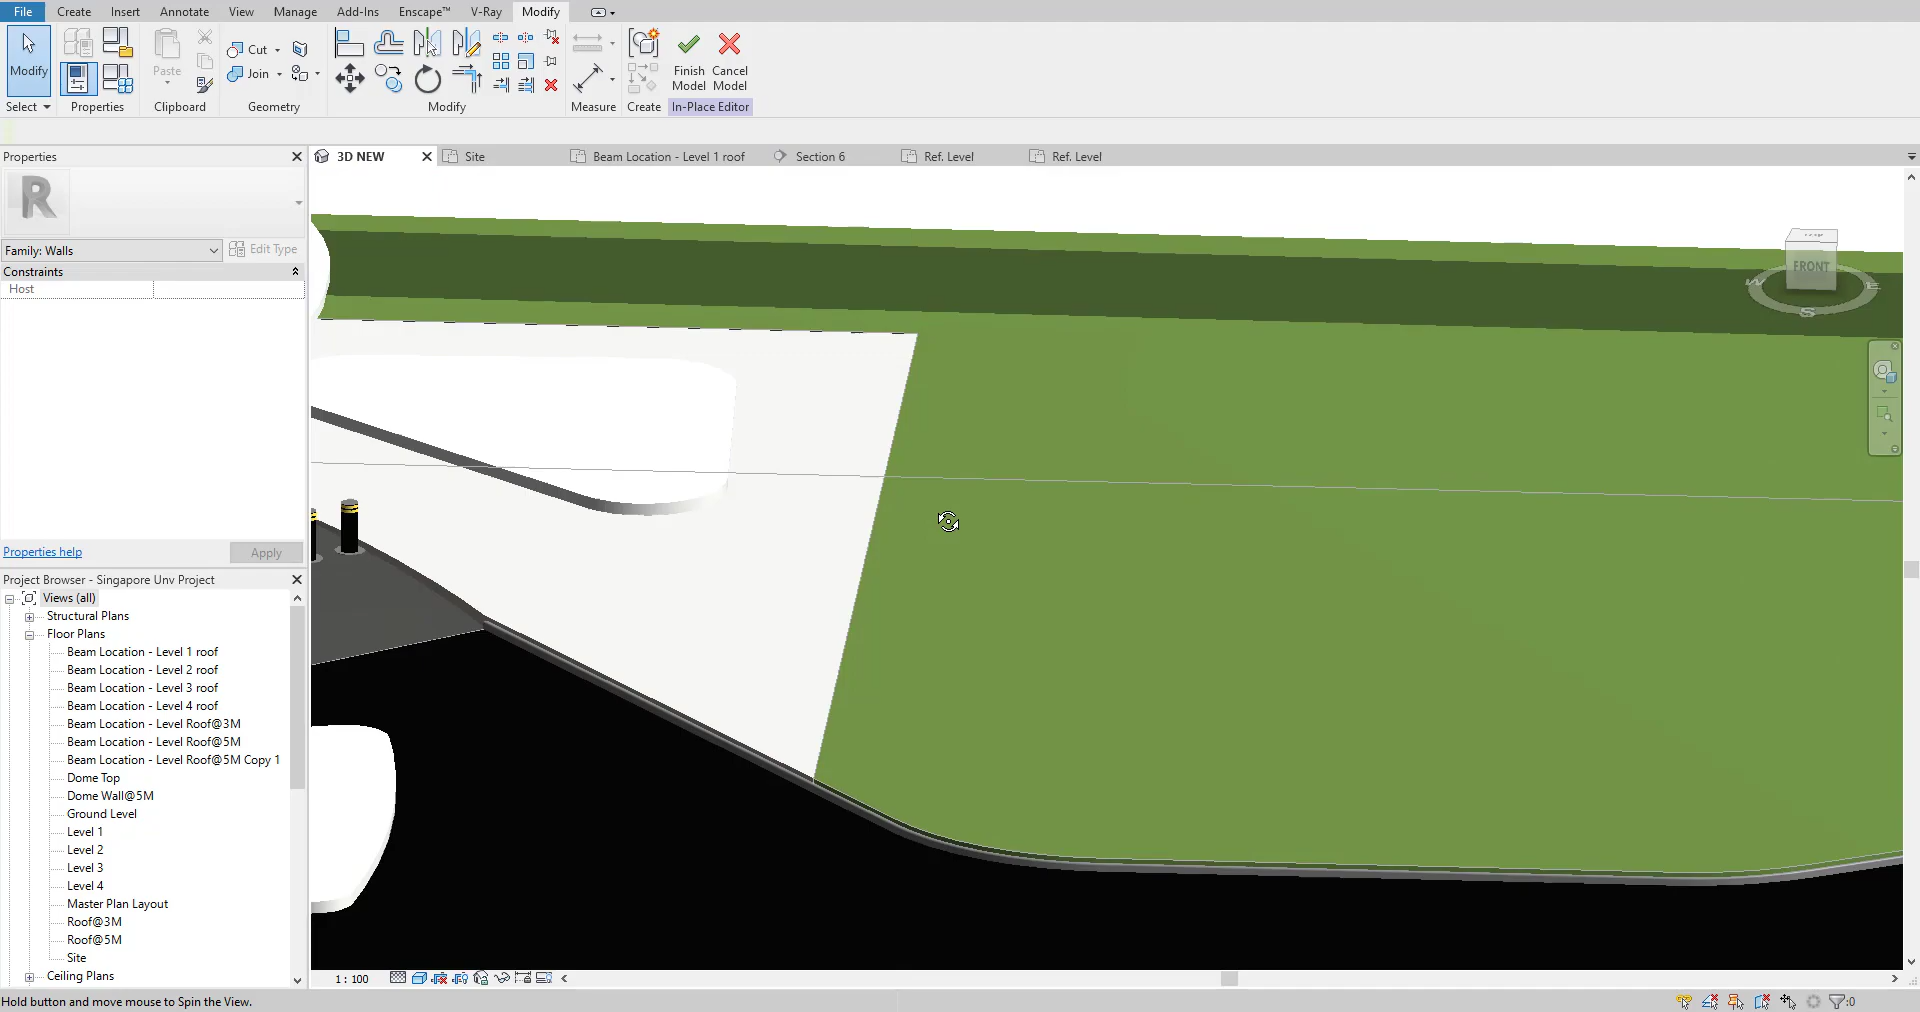 File Create Insert Annotate View Manage Add-Ins Enscape™ V-Ray Modify
Modify
Paste
Cut
Join
Finish Model
Cancel Model
Select Properties Clipboard Geometry Modify Measure Create In-Place Editor
Properties
3D NEW
Site
Beam Location - Level 1 roof
Section 6
Ref. Level
Ref. Level
R
Family: Walls
Edit Type
Constraints
Host
FRONT
W
E
S
Properties help
Apply
Project Browser - Singapore Unv Project
Views (all)
Structural Plans
Floor Plans
Beam Location - Level 1 roof
Beam Location - Level 2 roof
Beam Location - Level 3 roof
Beam Location - Level 4 roof
Beam Location - Level Roof@3M
Beam Location - Level Roof@5M
Beam Location - Level Roof@5M Copy 1
Dome Top
Dome Wall@5M
Ground Level
Level 1
Level 2
Level 3
Level 4
Master Plan Layout
Roof@3M
Roof@5M
Site
Ceiling Plans
1 : 100
Hold button and move mouse to Spin the View.
:0